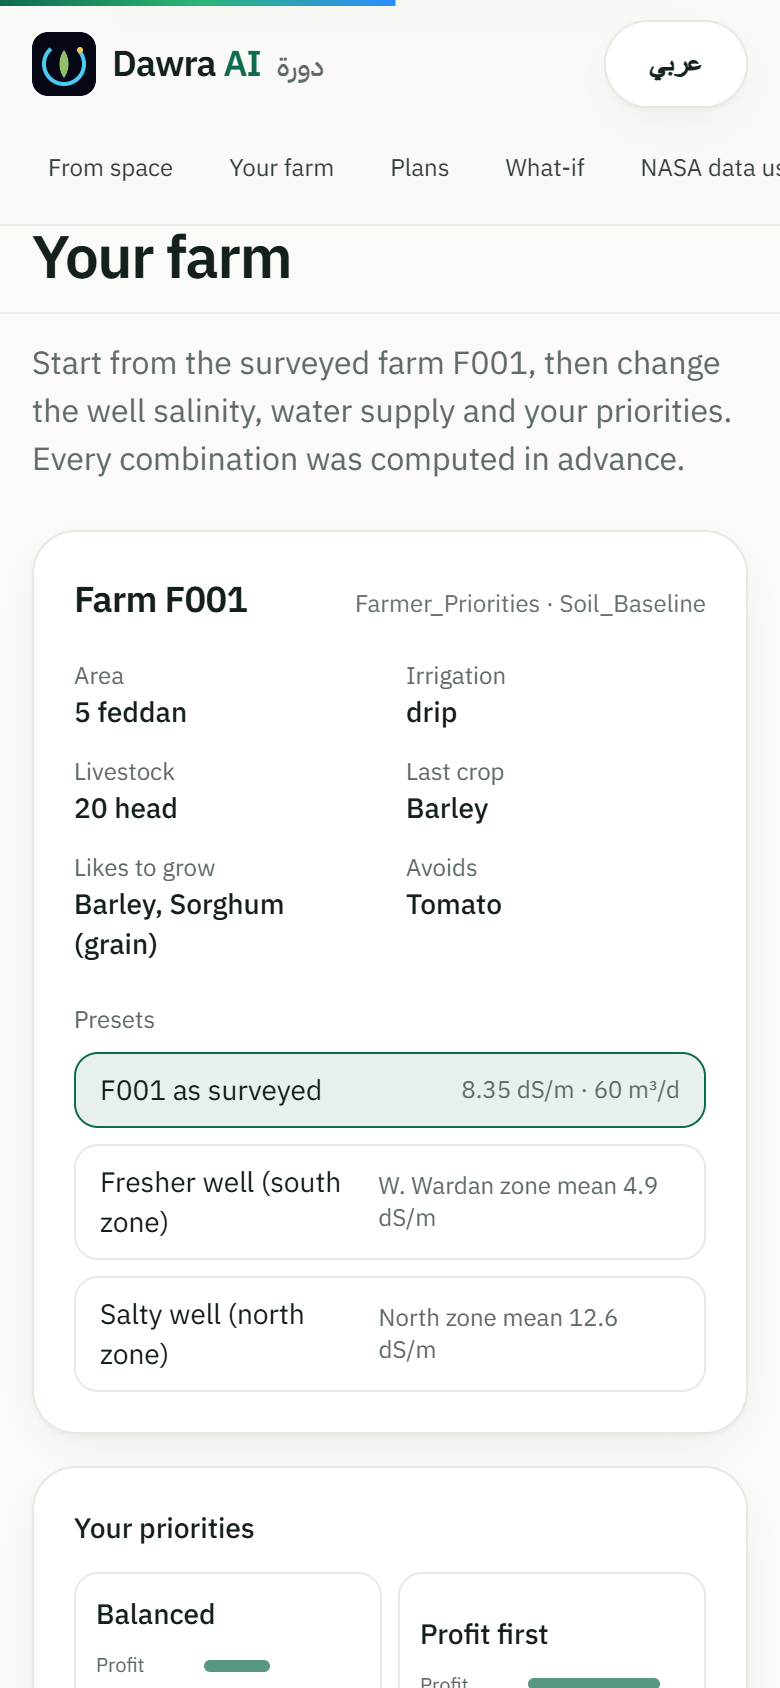 Dawra AI دورة
عربي
From space Your farm Plans What-if NASA data us
Your farm
Start from the surveyed farm F001, then change
the well salinity, water supply and your priorities.
Every combination was computed in advance.
Farm F001
Farmer_Priorities · Soil_Baseline
Area
5 feddan
Irrigation
drip
Livestock
20 head
Last crop
Barley
Likes to grow
Barley, Sorghum
(grain)
Avoids
Tomato
Presets
F001 as surveyed
8.35 dS/m · 60 m³/d
Fresher well (south
zone)
W. Wardan zone mean 4.9
dS/m
Salty well (north
zone)
North zone mean 12.6
dS/m
Your priorities
Balanced
Profit
Profit first
Profit